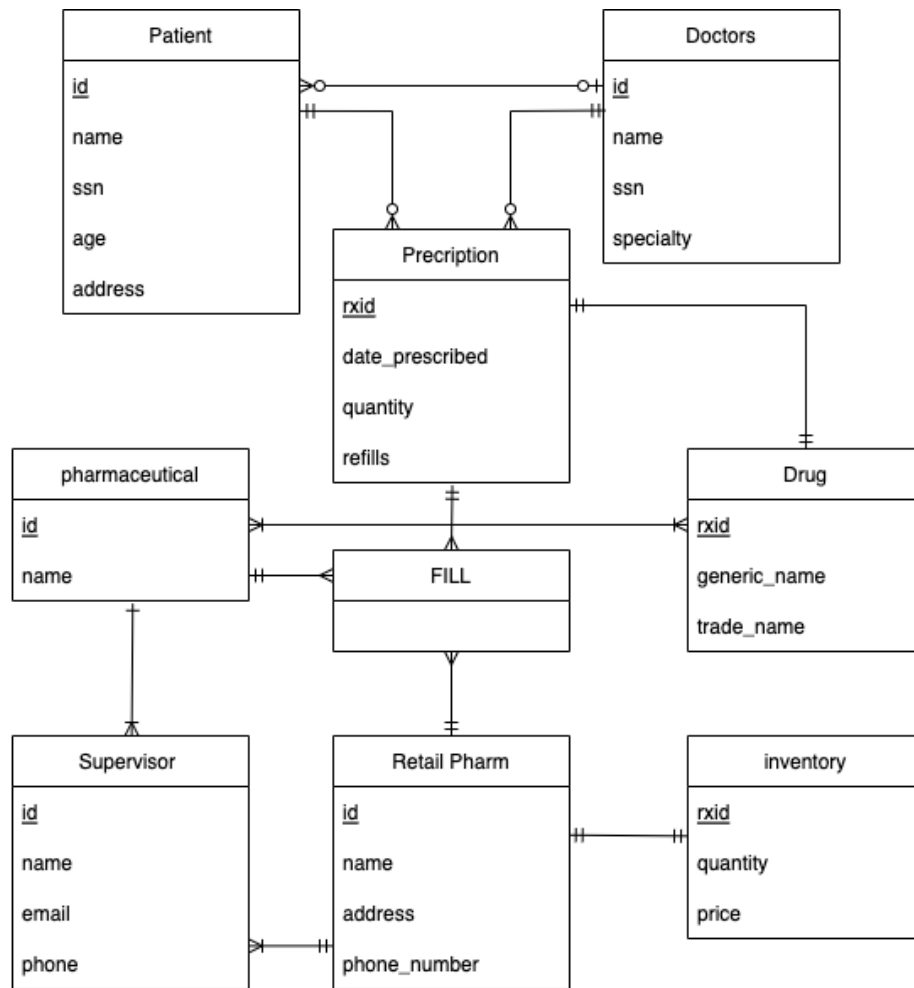 Patient
id
name
ssn
age
address
Doctors
id
name
ssn
specialty
Precription
rxid
date_prescribed
quantity
refills
pharmaceutical
id
name
FILL
Drug
rxid
generic_name
trade_name
Supervisor
id
name
email
phone
Retail Pharm
id
name
address
phone_number
inventory
rxid
quantity
price